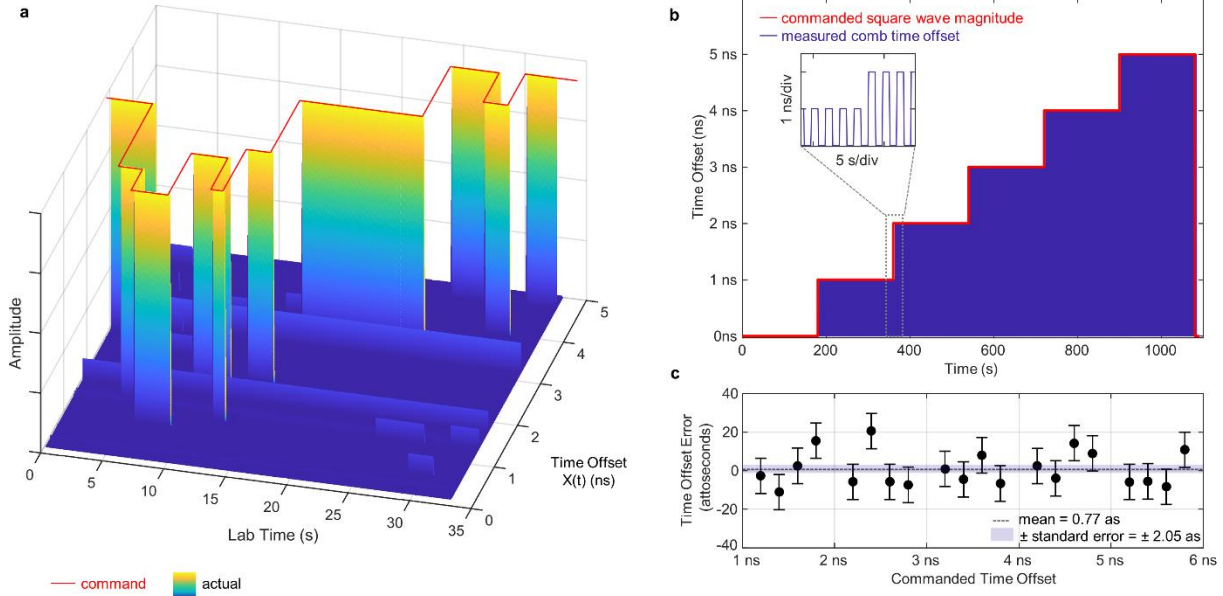 a
Amplitude
0
5
10
15
20
25
30
35
Lab Time (s)
0
1
2
3
4
5
Time Offset
X(t) (ns)
command
actual
b
commanded square wave magnitude
measured comb time offset
5 ns
4 ns
3 ns
2 ns
1 ns
0ns
Time Offset (ns)
1 ns/div
5 s/div
0
200
400
600
800
1000
Time (s)
c
40
20
0
-20
-40
Time Offset Error
(attoseconds)
mean = 0.77 as
± standard error = ± 2.05 as
1 ns
2 ns
3 ns
4 ns
5 ns
6 ns
Commanded Time Offset